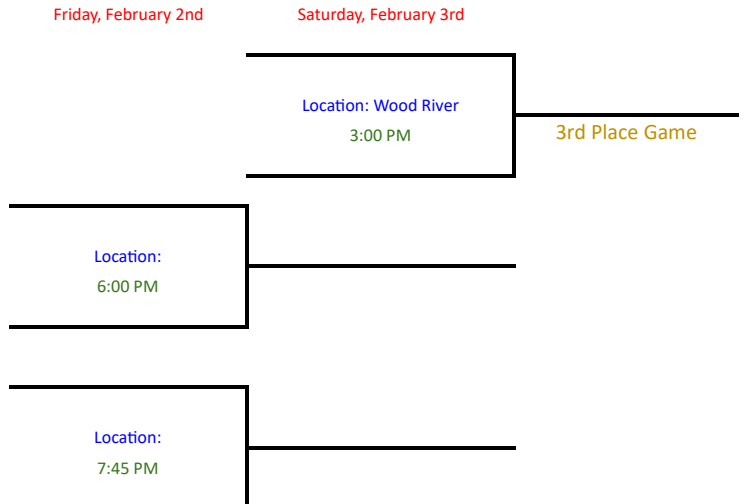 Friday, February 2nd
Saturday, February 3rd
Location: Wood River
3:00 PM
3rd Place Game
Location:
6:00 PM
Location:
7:45 PM